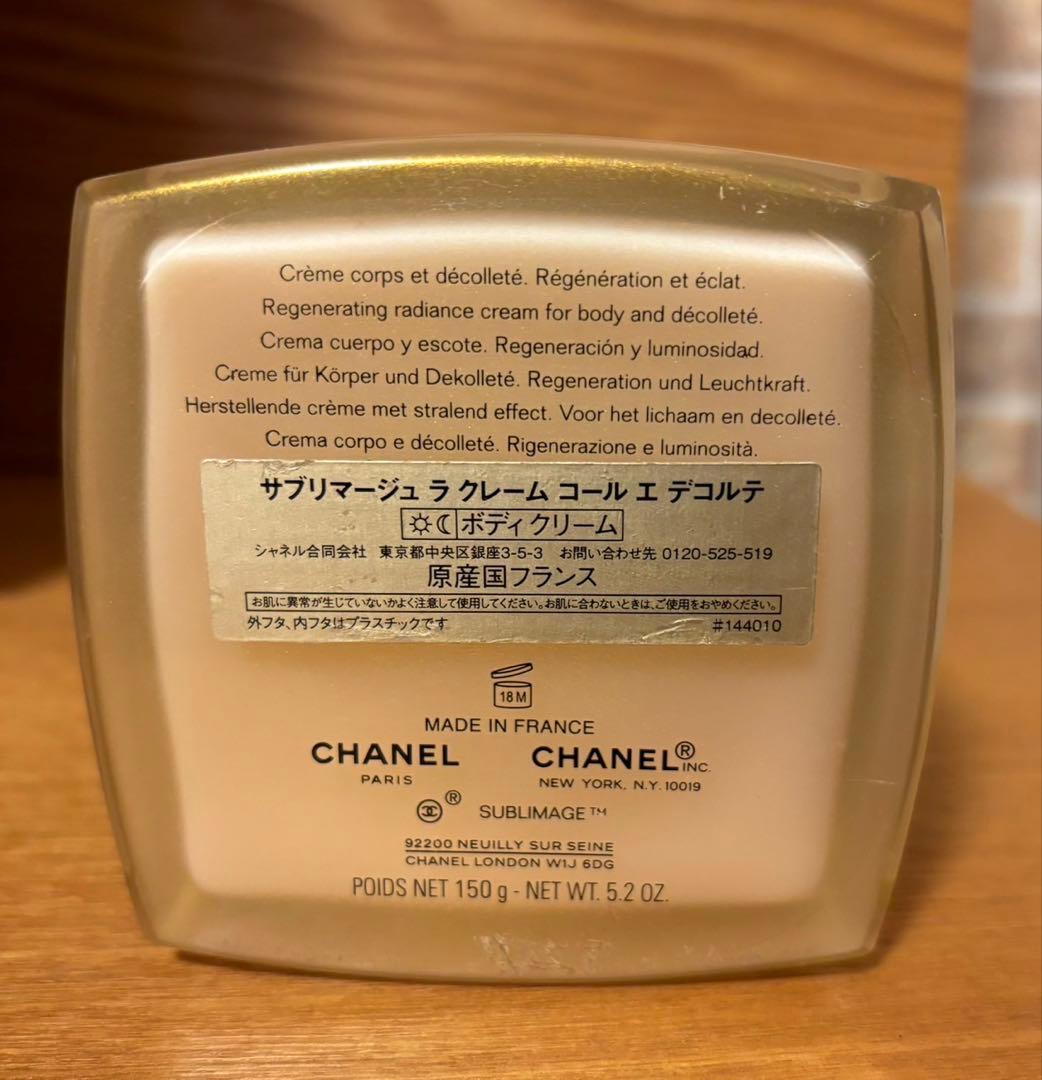 Crème corps et décolleté. Régénération et éclat.
Regenerating radiance cream for body and décolleté.
Crema cuerpo y escote. Regeneración y luminosidad.
Creme für Körper und Dekolleté. Regeneration und Leuchtkraft.
Herstellende crème met stralend effect. Voor het lichaam en decolleté.
Crema corpo e décolleté. Rigenerazione e luminosità.
サブリマージュ ラ クレーム コール エ デコルテ
ボディ クリーム
シャネル合同会社 東京都中央区銀座3-5-3 お問い合わせ先 0120-525-519
原産国フランス
お肌に異常が生じていないかよく注意して使用してください。お肌に合わないときは、ご使用をおやめください。
外フタ、内フタはプラスチックです #144010
18 M
MADE IN FRANCE
CHANEL CHANEL® INC.
PARIS NEW YORK, N.Y. 10019
® SUBLIMAGE™
92200 NEUILLY SUR SEINE
CHANEL LONDON W1J 6DG
POIDS NET 150 g - NET WT. 5.2 OZ.